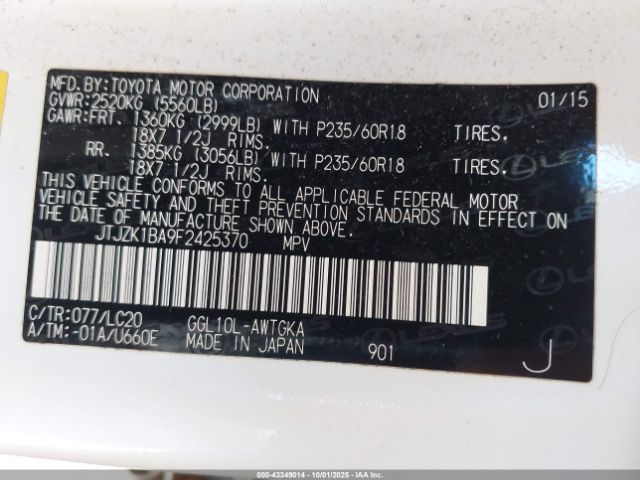 MFD.BY:TOYOTA MOTOR CORPORATION 01/15
GVWR:2520KG (5560LB)
GAWR:FRT. 1360KG (2999LB) WITH P235/60R18 TIRES.
18X7 1/2J RIMS.
RR. 1385KG (3056LB) WITH P235/60R18 TIRES.
18X7 1/2J RIMS.
THIS VEHICLE CONFORMS TO ALL APPLICABLE FEDERAL MOTOR
VEHICLE SAFETY AND THEFT PREVENTION STANDARDS IN EFFECT ON
THE DATE OF MANUFACTURE SHOWN ABOVE.
JTJZK1BA9F2425370 MPV
C/TR:077/LC20 GGL10L-AWTGKA
A/TM:-01A/U660E MADE IN JAPAN 901 J
LEXUS
000-43349014 - 10/01/2025 - IAA Inc.